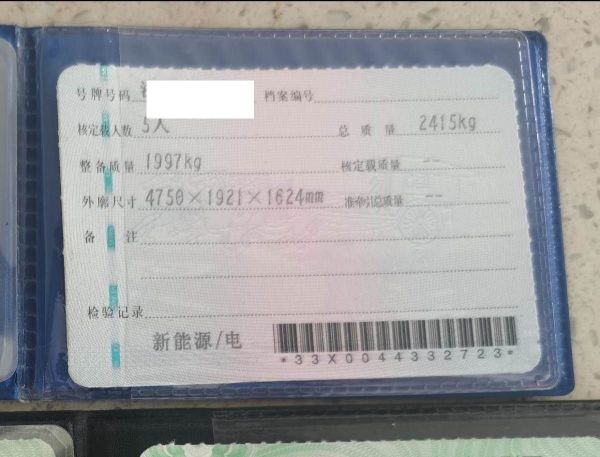 号牌号码 档案编号
核定载人数 5人 总质量 2415kg
整备质量 1997kg 核定载质量 --
外廓尺寸 4750×1921×1624mm 准牵引总质量 --
备注
检验记录
新能源/电
*33X0044332723*